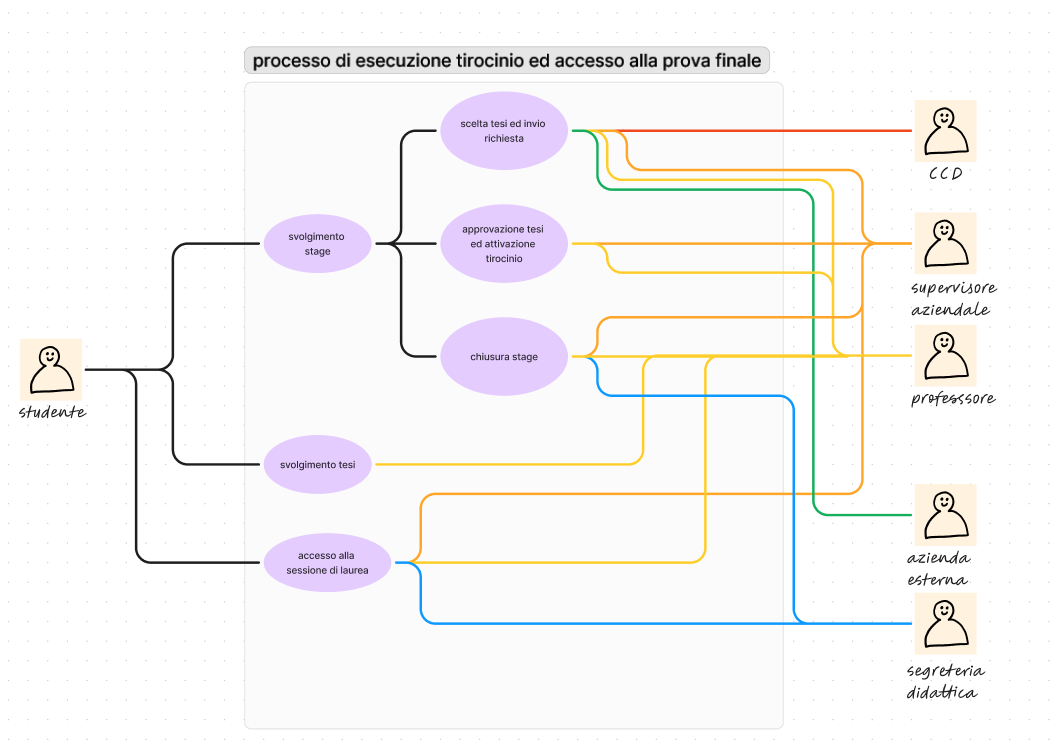 processo di esecuzione tirocinio ed accesso alla prova finale
scelta tesi ed invio
richiesta
CCD
svolgimento
stage
approvazione tesi
ed attivazione
tirocinio
supervisore
aziendale
chiusura stage
studente
professsore
svolgimento tesi
accesso alla
sessione di laurea
azienda
esterna
segreteria
didattica